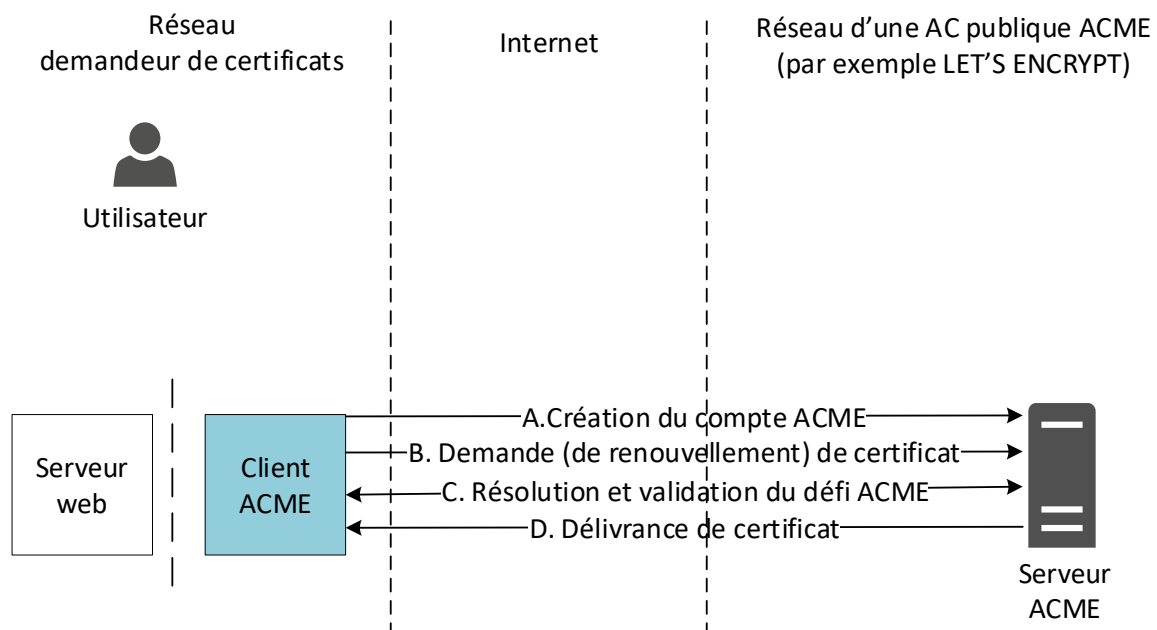 Réseau
demandeur de certificats
Internet
Réseau d’une AC publique ACME
(par exemple LET’S ENCRYPT)
Utilisateur
Serveur
web
Client
ACME
A.Création du compte ACME
B. Demande (de renouvellement) de certificat
C. Résolution et validation du défi ACME
D. Délivrance de certificat
Serveur
ACME